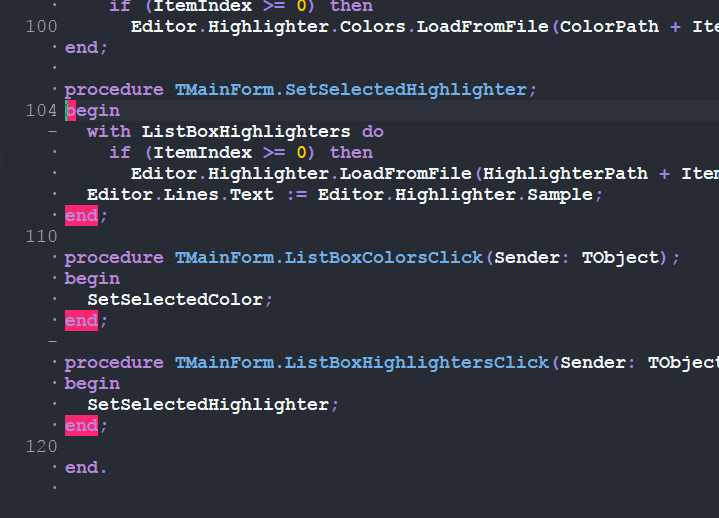 if (ItemIndex >= 0) then
100 Editor.Highlighter.Colors.LoadFromFile(ColorPath + Ite
end;
procedure TMainForm.SetSelectedHighlighter;
104 begin
with ListBoxHighlighters do
if (ItemIndex >= 0) then
Editor.Highlighter.LoadFromFile(HighlighterPath + Item
Editor.Lines.Text := Editor.Highlighter.Sample;
end;
110
procedure TMainForm.ListBoxColorsClick(Sender: TObject);
begin
SetSelectedColor;
end;
procedure TMainForm.ListBoxHighlightersClick(Sender: TObject
begin
SetSelectedHighlighter;
end;
120
end.